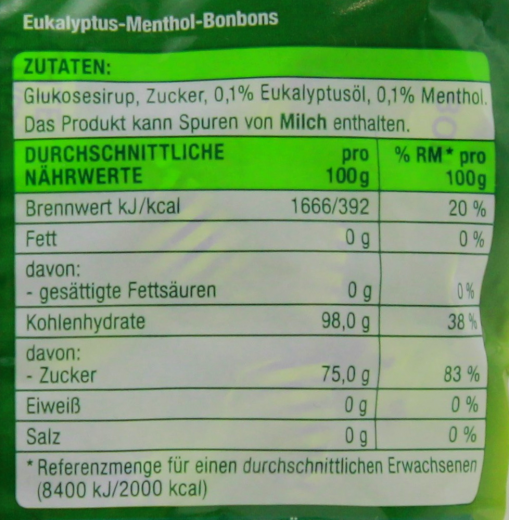 Eukalyptus-Menthol-Bonbons
ZUTATEN:
Glukosesirup, Zucker, 0,1% Eukalyptusöl, 0,1% Menthol.
Das Produkt kann Spuren von Milch enthalten.
DURCHSCHNITTLICHE NÄHRWERTE pro 100g % RM* pro 100g
Brennwert kJ/kcal 1666/392 20 %
Fett 0 g 0 %
davon:
- gesättigte Fettsäuren 0 g 0 %
Kohlenhydrate 98,0 g 38 %
davon:
- Zucker 75,0 g 83 %
Eiweiß 0 g 0 %
Salz 0 g 0 %
* Referenzmenge für einen durchschnittlichen Erwachsenen
(8400 kJ/2000 kcal)